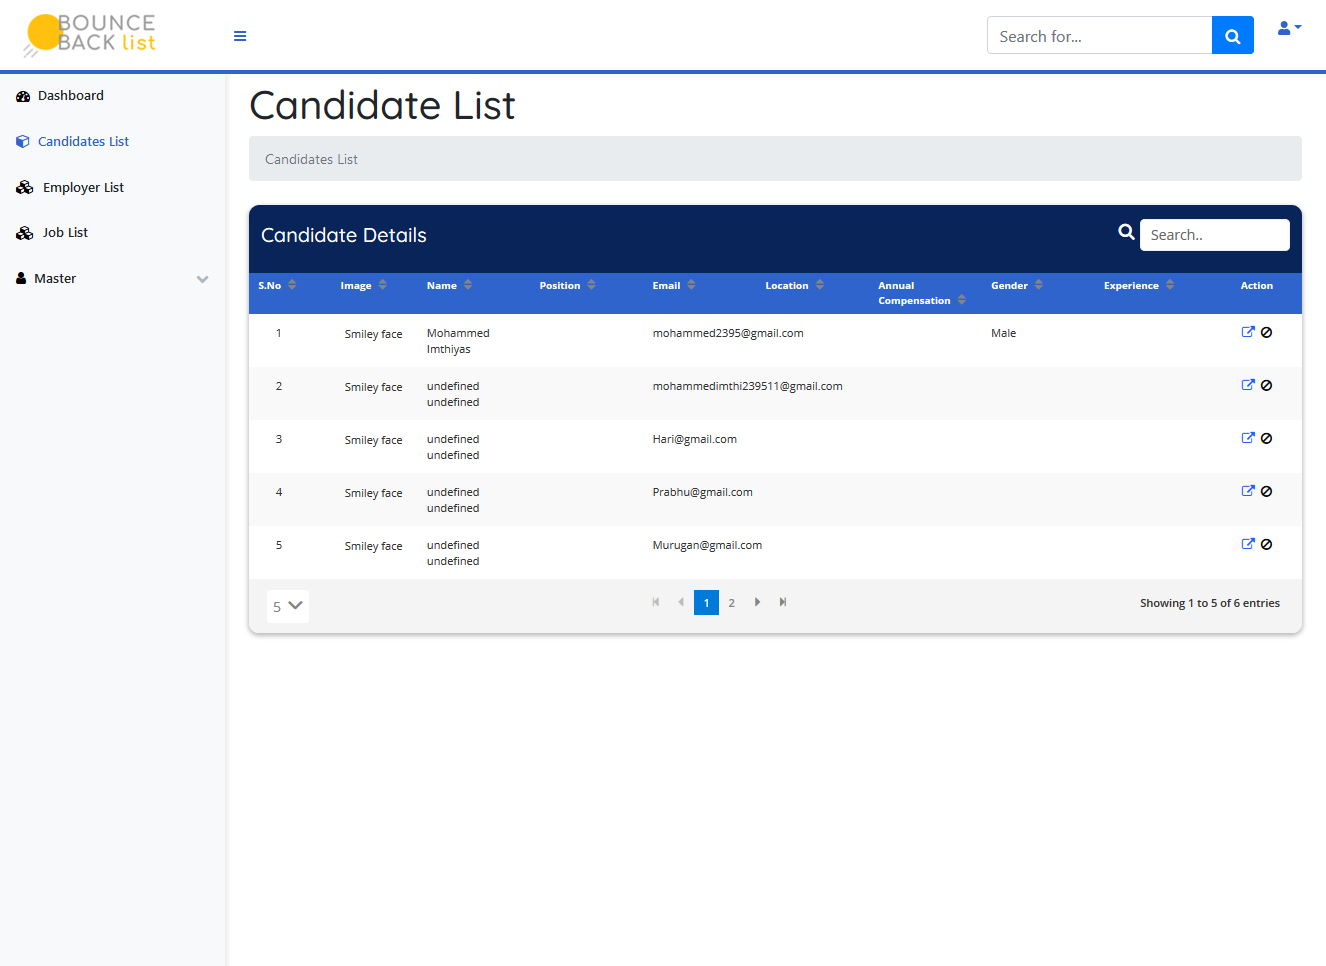 BOUNCE
BACK list
Search for...
Dashboard
Candidates List
Employer List
Job List
Master
Candidate List
Candidates List
Candidate Details
Search..
S.No Image Name Position Email Location Annual Compensation Gender Experience Action
1 Smiley face Mohammed Imthiyas mohammed2395@gmail.com Male
2 Smiley face undefined undefined mohammedimthi239511@gmail.com
3 Smiley face undefined undefined Hari@gmail.com
4 Smiley face undefined undefined Prabhu@gmail.com
5 Smiley face undefined undefined Murugan@gmail.com
5 1 2 Showing 1 to 5 of 6 entries